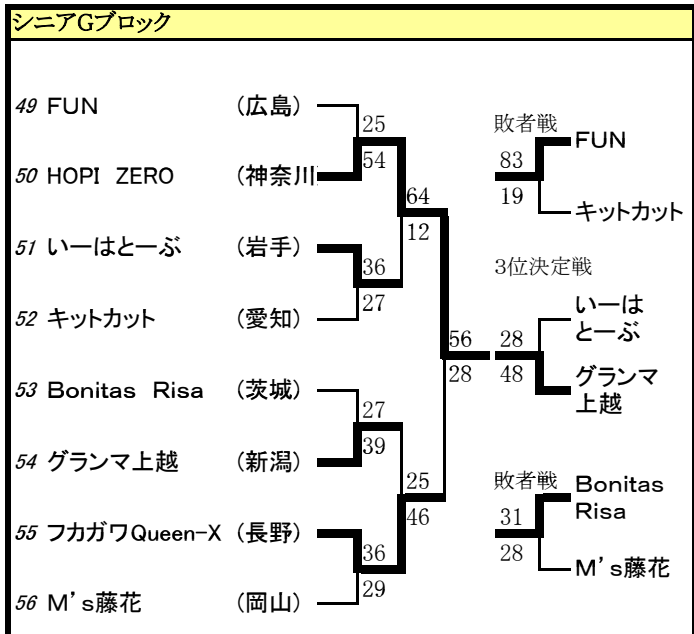 シニアGブロック
49 FUN (広島)
25
敗者戦
FUN
50 HOPI ZERO (神奈川
54
83
19
キットカット
64
12
51 いーはとーぶ (岩手)
36
3位決定戦
52 キットカット (愛知)
27
いーは
とーぶ
56
28
28
48
グランマ
上越
53 Bonitas Risa (茨城)
27
54 グランマ上越 (新潟)
39
25
46
敗者戦
Bonitas
Risa
31
28
55 フカガワQueen-X (長野)
36
M's藤花
56 M's藤花 (岡山)
29